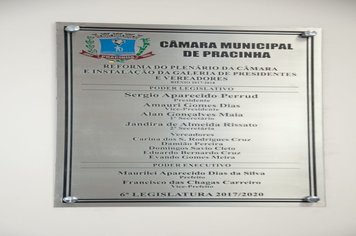 CÂMARA MUNICIPAL
DE PRACINHA
REFORMA DO PLENÁRIO DA CÂMARA
E INSTALAÇÃO DA GALERIA DE PRESIDENTES
E VEREADORES
BIÊNIO 2017/2018
PODER LEGISLATIVO
Sergio Aparecido Perrud
Presidente
Amauri Gomes Dias
Vice-Presidente
Alan Gonçalves Maia
1º Secretário
Jandira de Almeida Rissato
2ª Secretária
Vereadores
Carina dos S. Rodrigues Cruz
Damião Pereira
Domingos Savio Cleto
Eduardo Bernardo Cruz
Evando Gomes Meira
PODER EXECUTIVO
Maurilei Aparecido Dias da Silva
Prefeito
Francisco das Chagas Carreiro
Vice-Prefeito
6ª LEGISLATURA 2017/2020